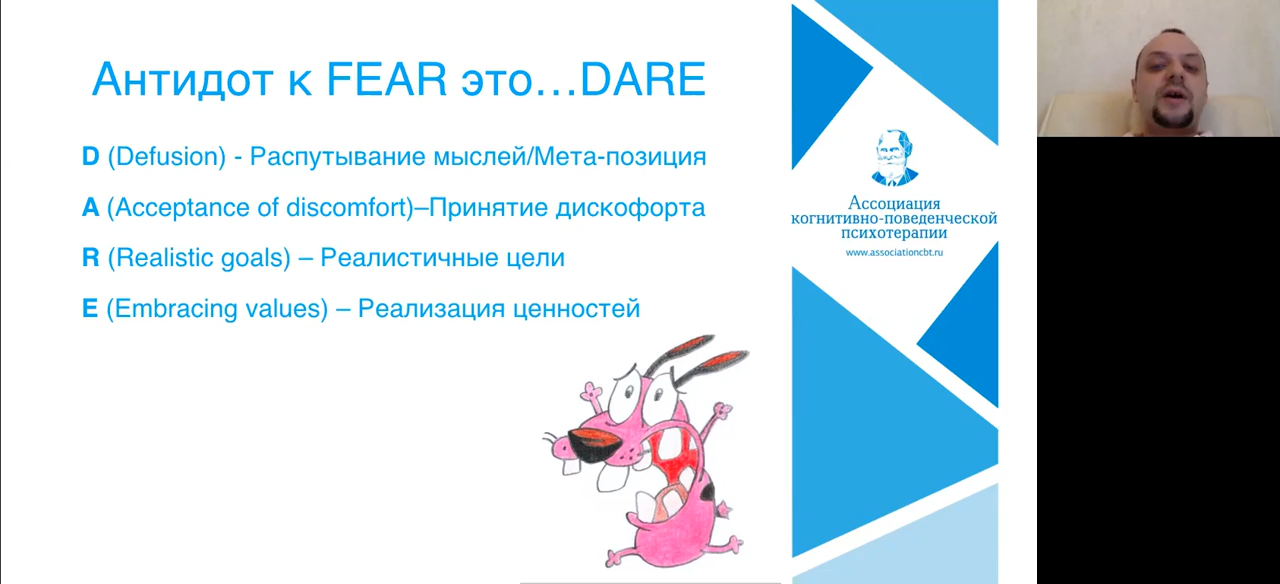 Антидот к FEAR это...DARE
D (Defusion) - Распутывание мыслей/Мета-позиция
A (Acceptance of discomfort)–Принятие дискофорта
R (Realistic goals) – Реалистичные цели
E (Embracing values) – Реализация ценностей
Ассоциация
когнитивно-поведенческой
психотерапии
www.associationcbt.ru